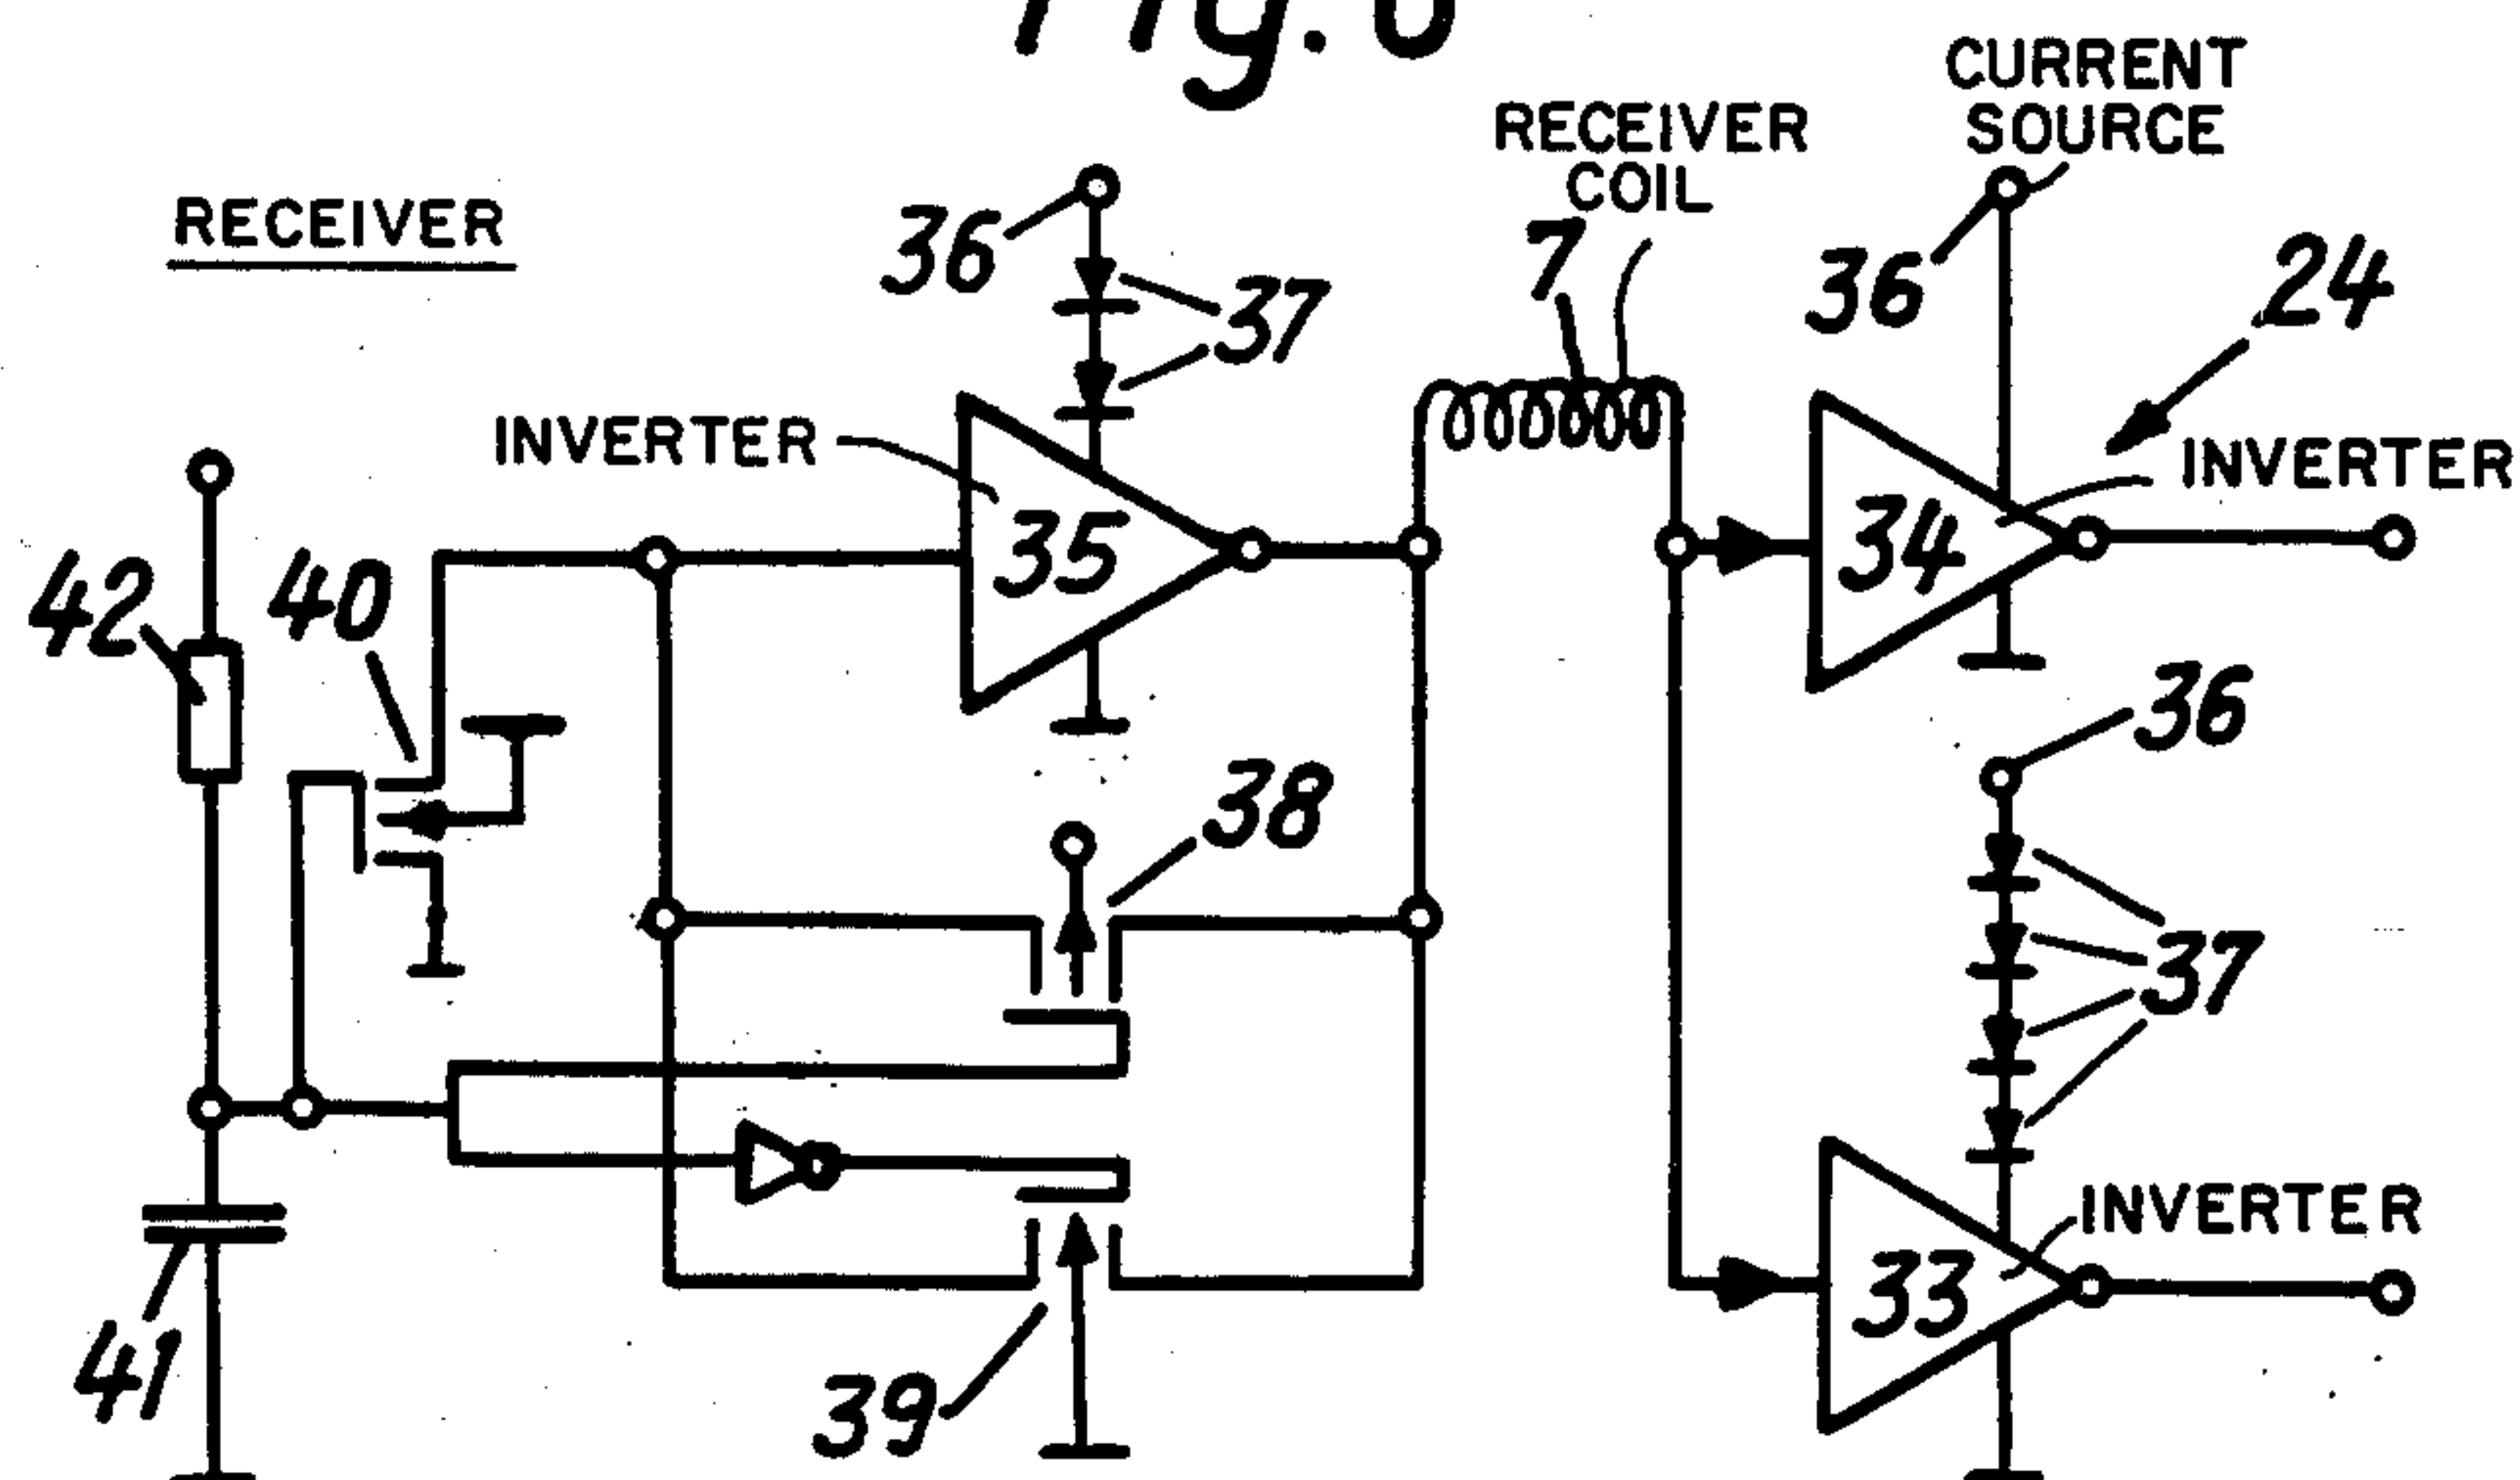 Fig.
CURRENT
SOURCE
RECEIVER
COIL
RECEIVER
36
37
7
36
24
INVERTER
INVERTER
35
34
42
40
36
38
37
INVERTER
33
41
39